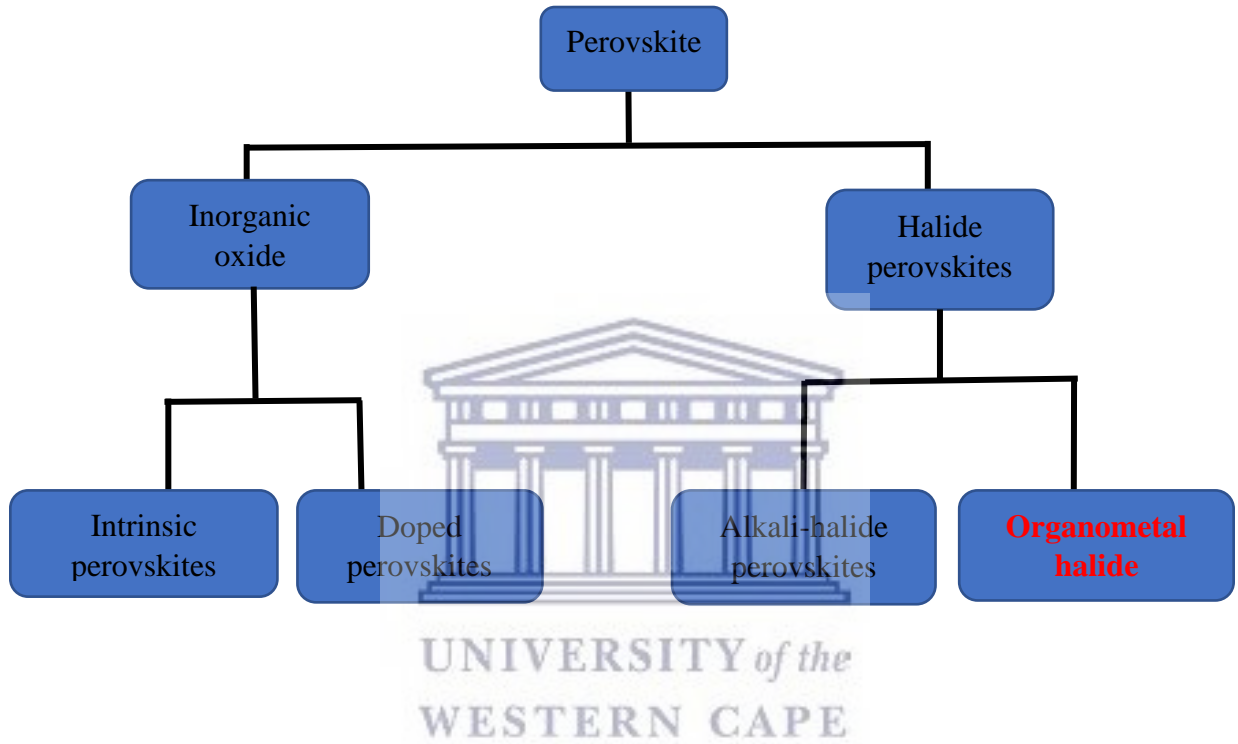 Perovskite
Inorganic
oxide
Halide
perovskites
Intrinsic
perovskites
Doped
perovskites
Alkali-halide
perovskites
Organometal
halide
UNIVERSITY of the
WESTERN CAPE